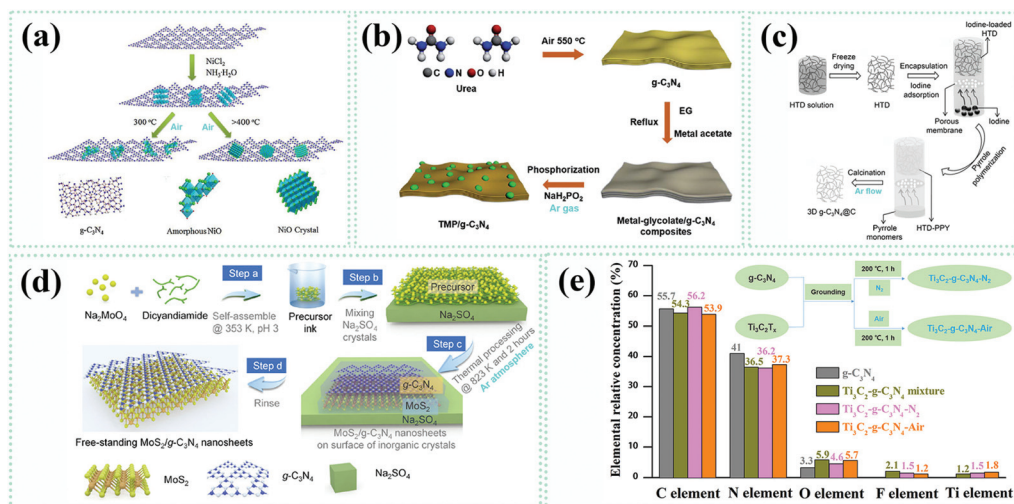 (a)
NiCl2
NH3·H2O
300 °C
Air
Air
>400 °C
g-C3N4
Amorphous NiO
NiO Crystal
(b)
C N O H
Urea
Air 550 °C
g-C3N4
Reflux
EG
Metal acetate
Phosphorization
NaH2PO2
Ar gas
TMP/g-C3N4
Metal-glycolate/g-C3N4
composites
(c)
Iodine-loaded
HTD
Freeze
drying
Encapsulation
Iodine
adsorption
HTD solution
HTD
Porous
membrane
Iodine
Pyrrole
polymerization
Calcination
Ar flow
3D g-C3N4@C
Pyrrole
monomers
HTD-PPY
(d)
Step a
Step b
Precursor
Na2SO4
Na2MoO4
Dicyandiamide
Self-assemble
@ 353 K, pH 3
Precursor
ink
Mixing
Na2SO4
crystals
Step c
Thermal processing
@ 823 K and 2 hours
Ar atmosphere
Step d
Rinse
g-C3N4
MoS2
Na2SO4
Free-standing MoS2/g-C3N4 nanosheets
MoS2/g-C3N4 nanosheets
on surface of inorganic crystals
MoS2
g-C3N4
Na2SO4
(e)
Elemental relative concentration (%)
70
60
50
40
30
20
10
0
55.7
54.3
56.2
53.9
41
36.5
36.2
37.3
3.3
5.9
4.6
5.7
2.1
1.5
1.2
1.2
1.5
1.8
g-C3N4
Ti3C2Tx
Grounding
200 °C, 1 h
N2
Ti3C2-g-C3N4-N2
Air
200 °C, 1 h
Ti3C2-g-C3N4-Air
g-C3N4
Ti3C2-g-C3N4 mixture
Ti3C2-g-C3N4-N2
Ti3C2-g-C3N4-Air
C element
N element
O element
F element
Ti element